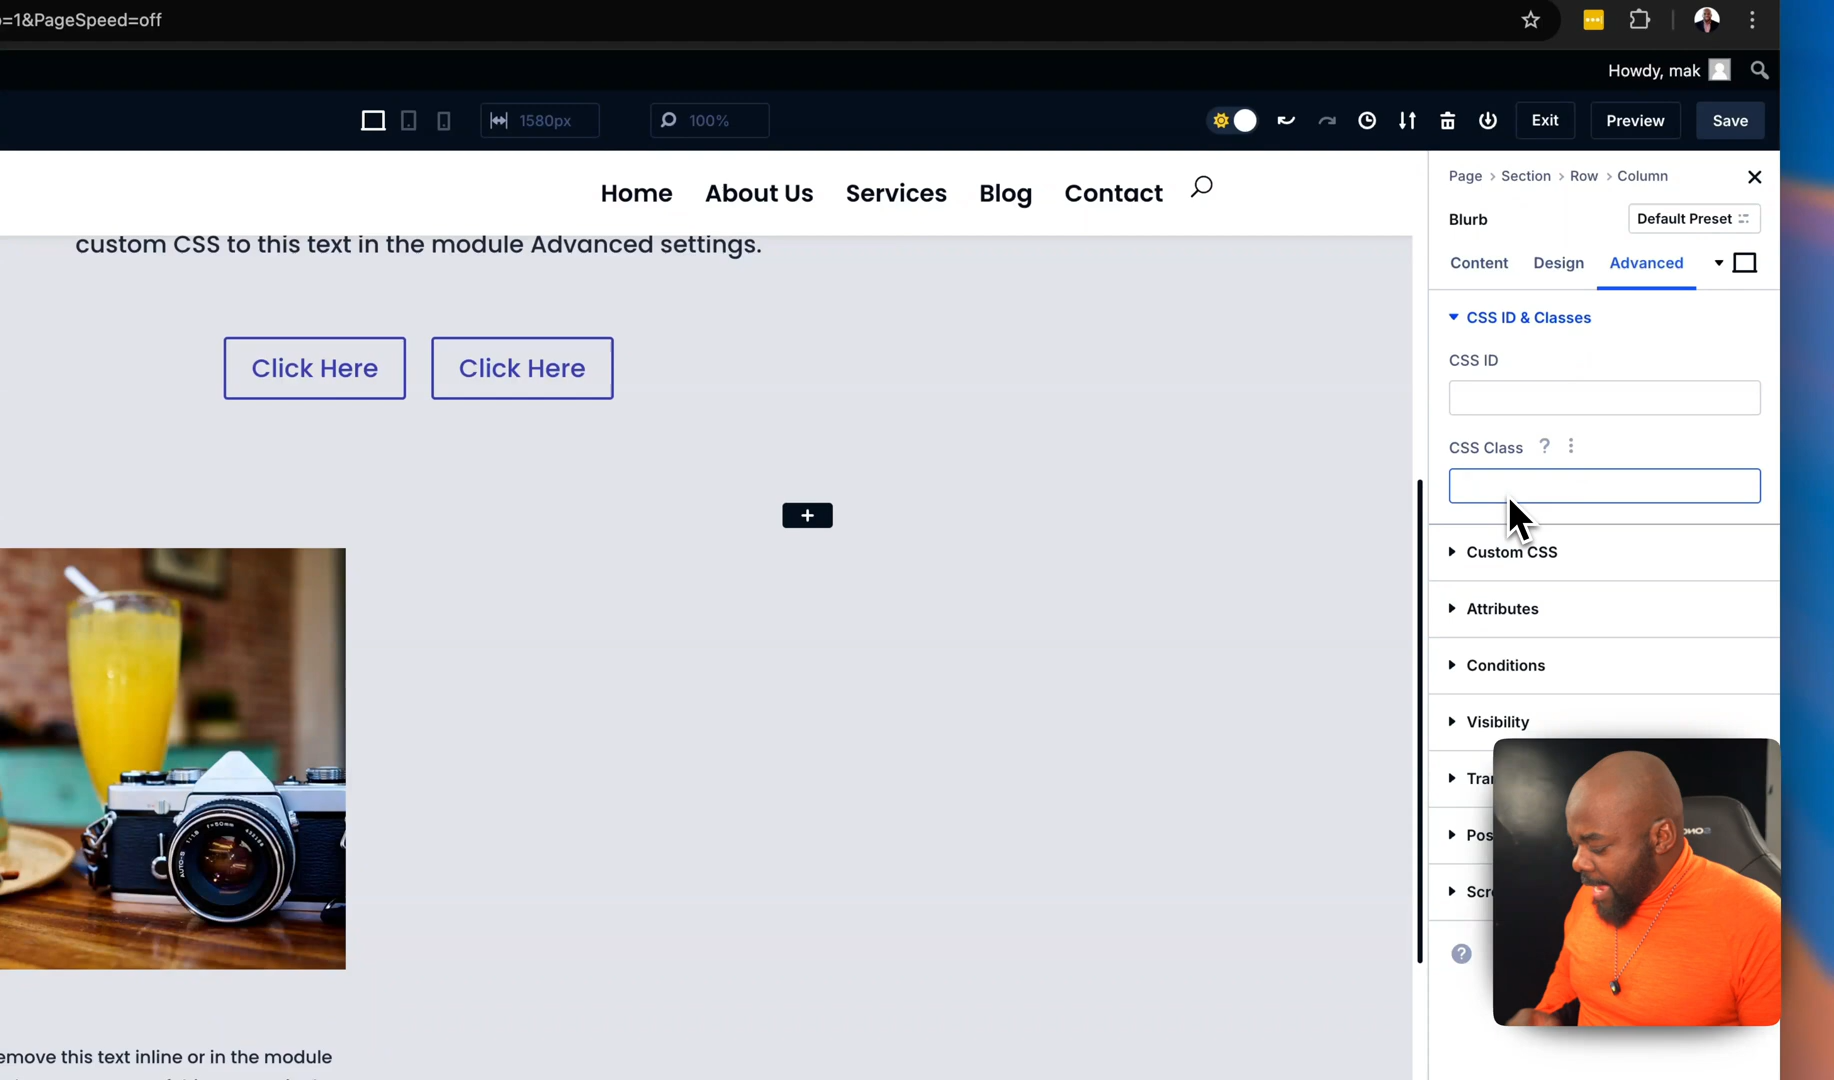 o=1&PageSpeed=off
Howdy, mak
1580px
100%
Exit
Preview
Save
Home
About Us
Services
Blog
Contact
Page > Section > Row > Column
Blurb
Default Preset
Content
Design
Advanced
custom CSS to this text in the module Advanced settings.
CSS ID & Classes
CSS ID
Click Here
Click Here
CSS Class ?
+
Custom CSS
Attributes
Conditions
Visibility
Tra
Pos
Scr
?
emove this text inline or in the module